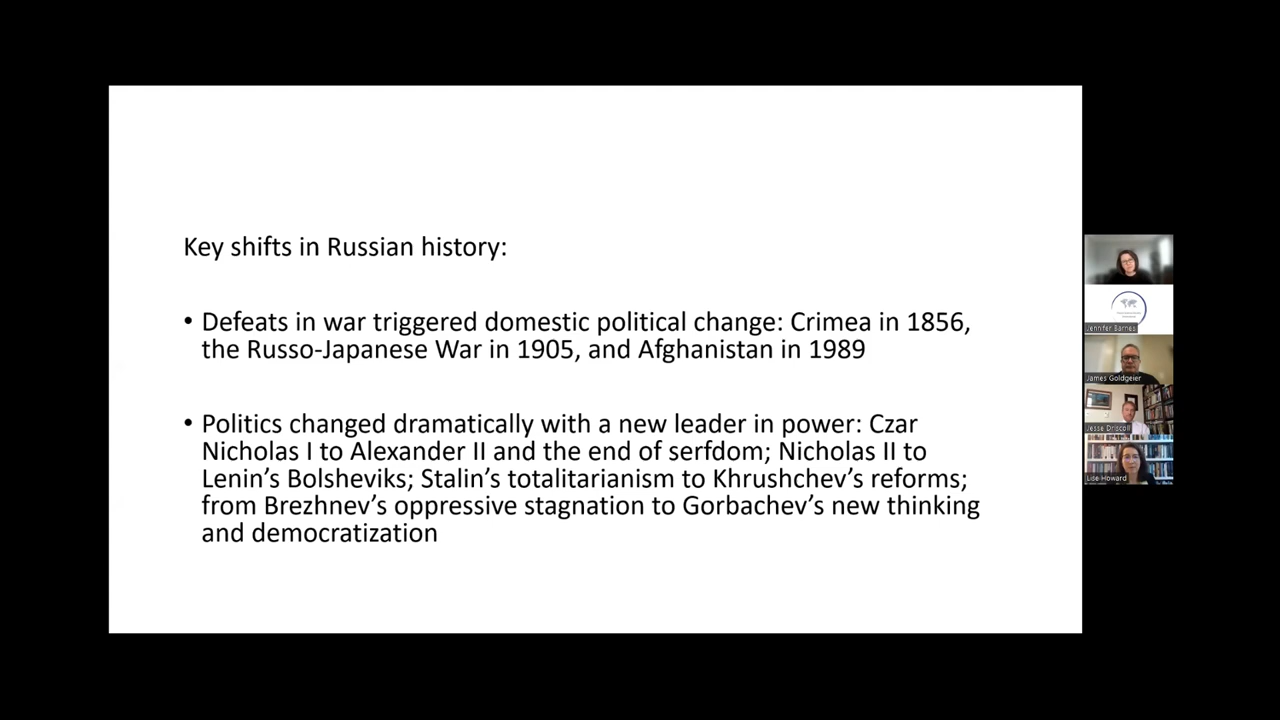 Key shifts in Russian history:
• Defeats in war triggered domestic political change: Crimea in 1856,
the Russo-Japanese War in 1905, and Afghanistan in 1989
• Politics changed dramatically with a new leader in power: Czar
Nicholas I to Alexander II and the end of serfdom; Nicholas II to
Lenin’s Bolsheviks; Stalin’s totalitarianism to Khrushchev’s reforms;
from Brezhnev’s oppressive stagnation to Gorbachev’s new thinking
and democratization
Jennifer Barnes
James Goldgeier
Jesse Driscoll
Lise Howard